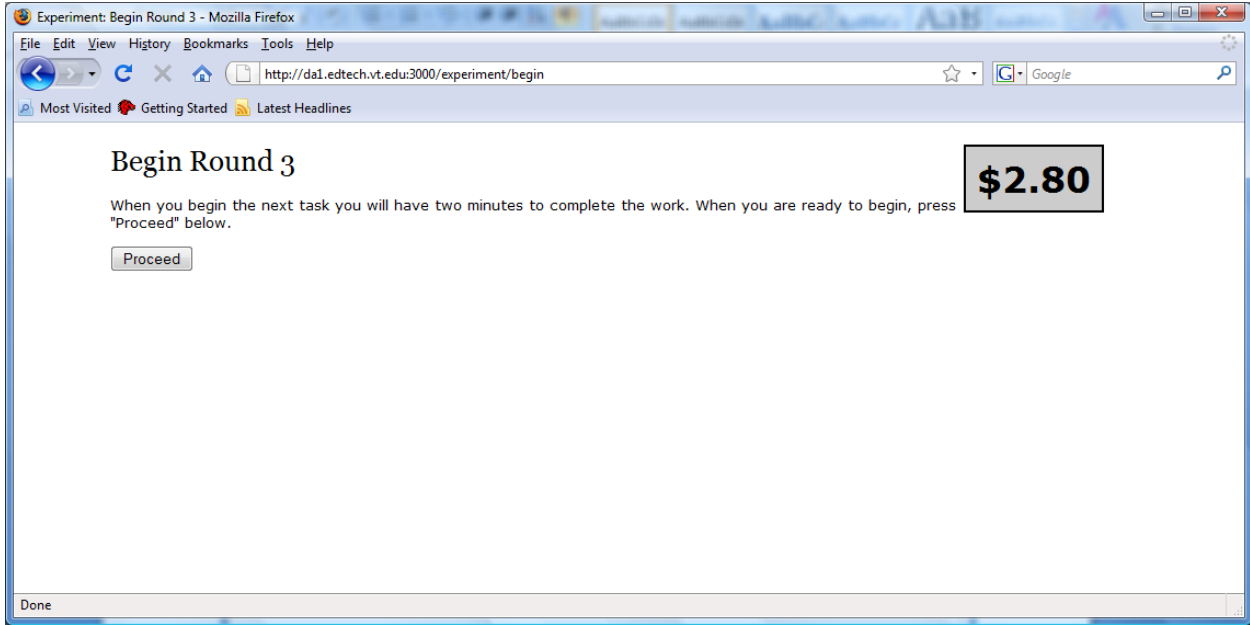 Experiment: Begin Round 3 - Mozilla Firefox
File Edit View History Bookmarks Tools Help
http://da1.edtech.vt.edu:3000/experiment/begin
G Google
Most Visited Getting Started Latest Headlines
Begin Round 3
$2.80
When you begin the next task you will have two minutes to complete the work. When you are ready to begin, press
"Proceed" below.
Proceed
Done